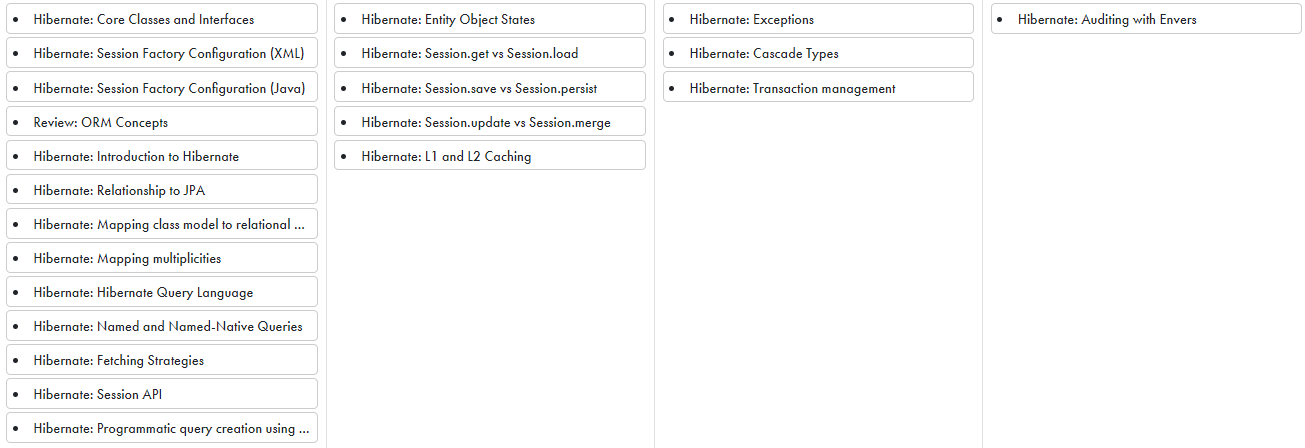 Hibernate: Core Classes and Interfaces
Hibernate: Session Factory Configuration (XML)
Hibernate: Session Factory Configuration (Java)
Review: ORM Concepts
Hibernate: Introduction to Hibernate
Hibernate: Relationship to JPA
Hibernate: Mapping class model to relational ...
Hibernate: Mapping multiplicities
Hibernate: Hibernate Query Language
Hibernate: Named and Named-Native Queries
Hibernate: Fetching Strategies
Hibernate: Session API
Hibernate: Programmatic query creation using ...
Hibernate: Entity Object States
Hibernate: Session.get vs Session.load
Hibernate: Session.save vs Session.persist
Hibernate: Session.update vs Session.merge
Hibernate: L1 and L2 Caching
Hibernate: Exceptions
Hibernate: Cascade Types
Hibernate: Transaction management
Hibernate: Auditing with Envers